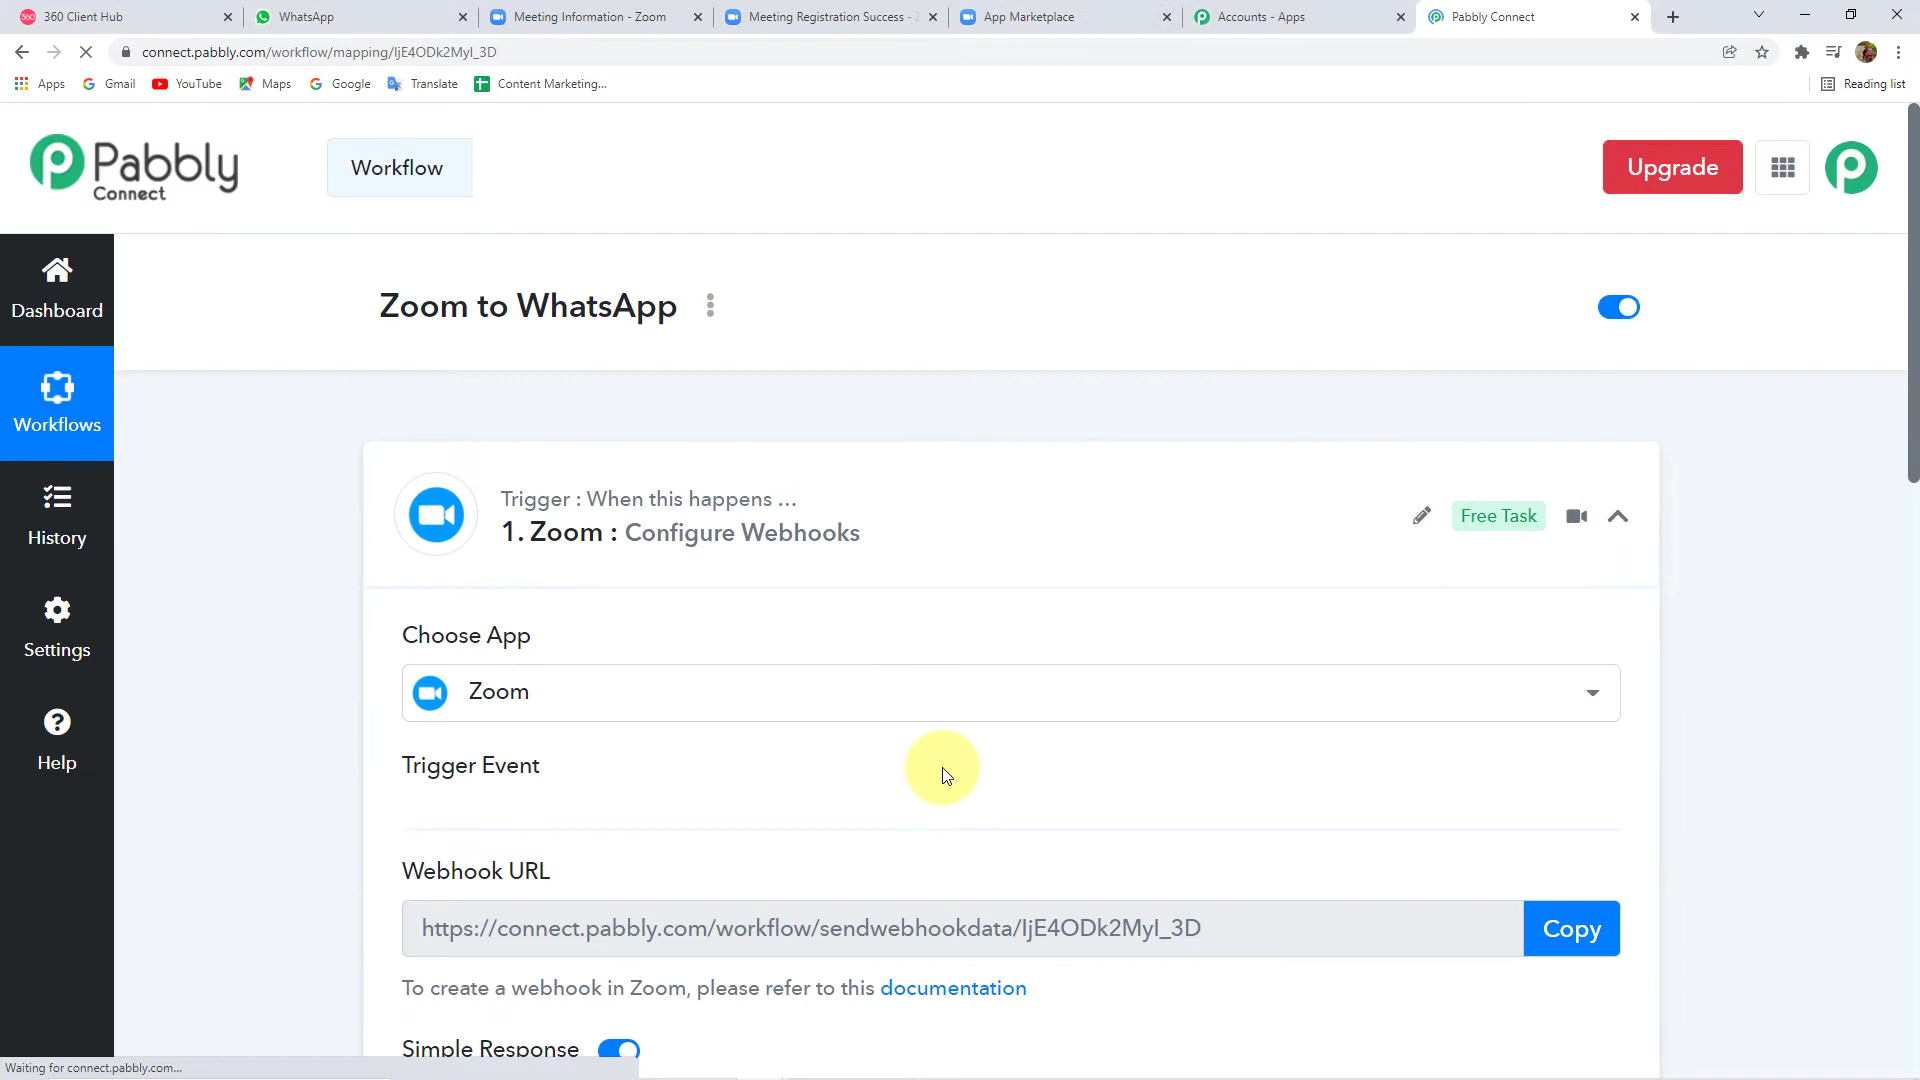 360 Client Hub
WhatsApp
Meeting Information - Zoom
Meeting Registration Success -
App Marketplace
Accounts - Apps
Pabbly Connect
connect.pabbly.com/workflow/mapping/IjE4ODk2MyI_3D
Apps
Gmail
YouTube
Maps
Google
Translate
Content Marketing...
Reading list
Pabbly
Connect
Workflow
Upgrade
Dashboard
Workflows
History
Settings
Help
Zoom to WhatsApp
Trigger : When this happens ...
1. Zoom : Configure Webhooks
Free Task
Choose App
Zoom
Trigger Event
Webhook URL
https://connect.pabbly.com/workflow/sendwebhookdata/IjE4ODk2MyI_3D
Copy
To create a webhook in Zoom, please refer to this documentation
Simple Response
Waiting for connect.pabbly.com...